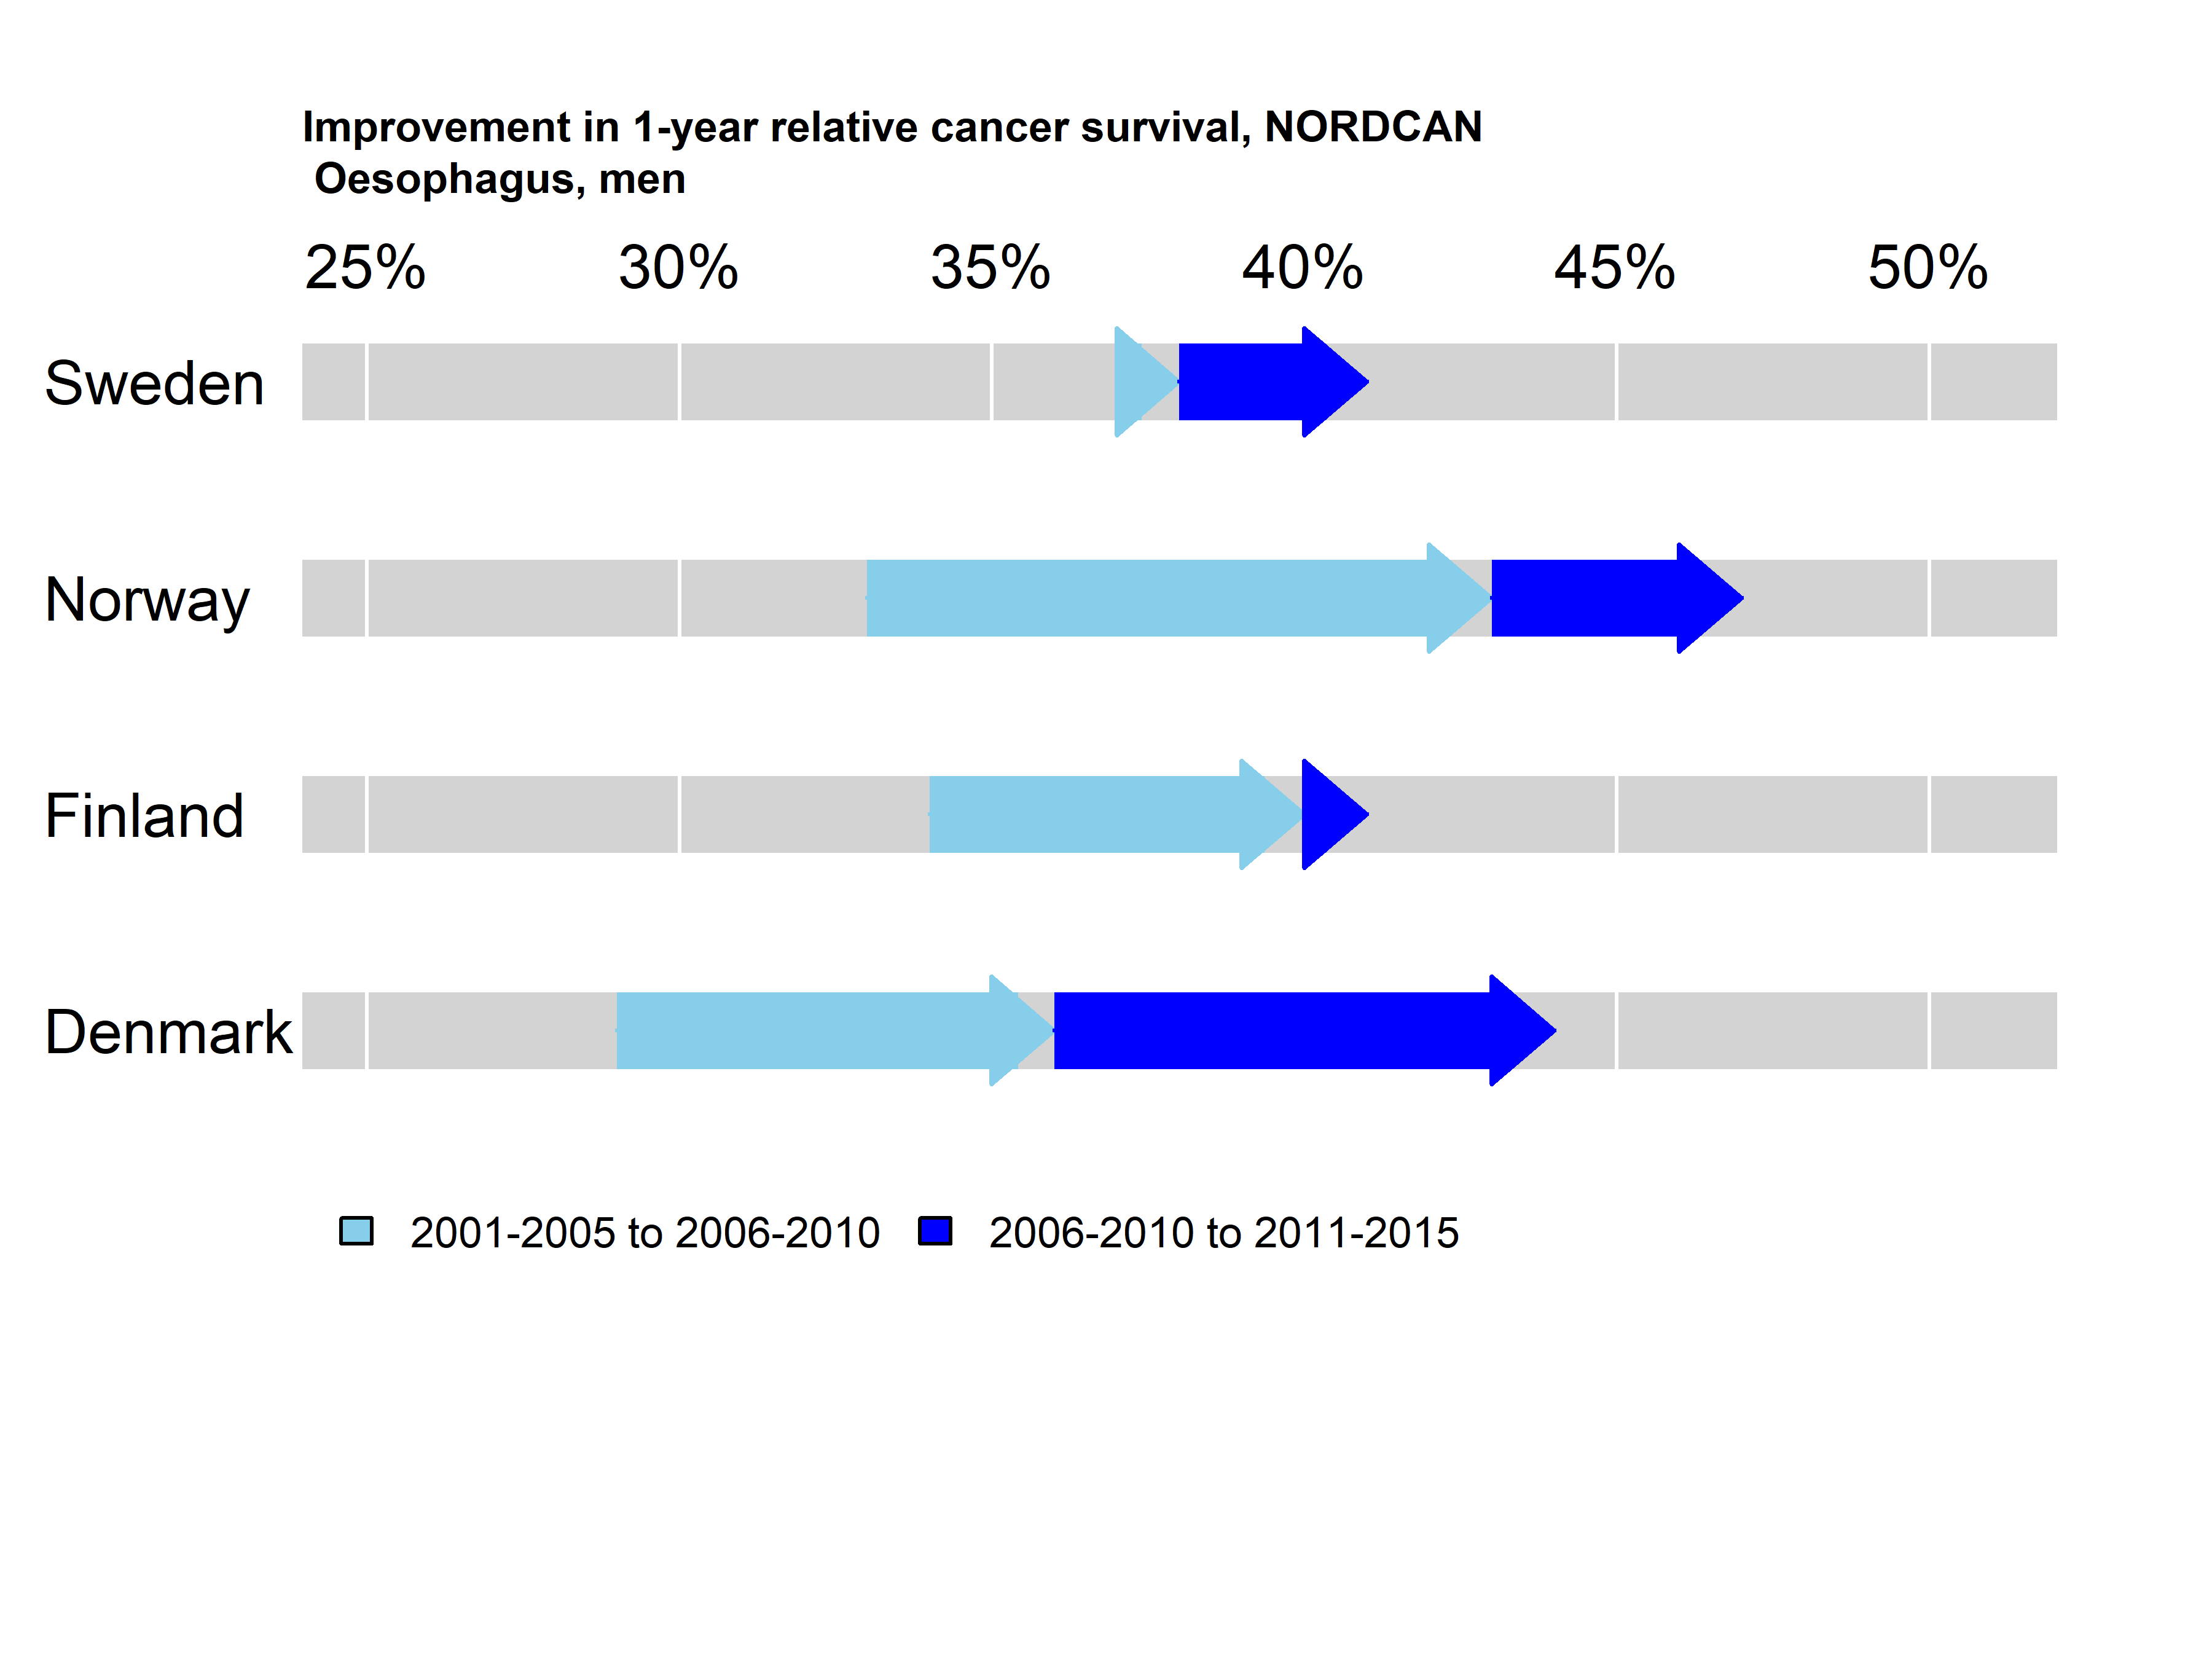 Improvement in 1-year relative cancer survival, NORDCAN
Oesophagus, men
25% 30% 35% 40% 45% 50%
Sweden
Norway
Finland
Denmark
2001-2005 to 2006-2010 2006-2010 to 2011-2015